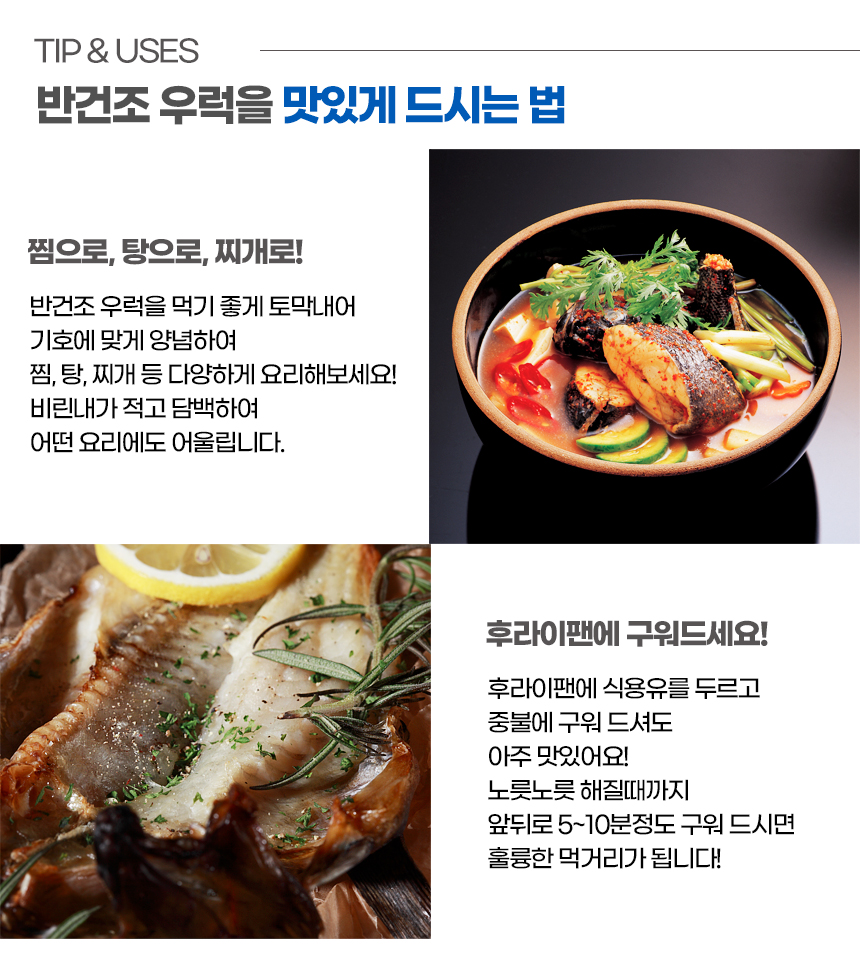 TIP & USES
반건조 우럭을 맛있게 드시는 법
찜으로, 탕으로, 찌개로!
반건조 우럭을 먹기 좋게 토막내어
기호에 맞게 양념하여
찜, 탕, 찌개 등 다양하게 요리해보세요!
비린내가 적고 담백하여
어떤 요리에도 어울립니다.
후라이팬에 구워드세요!
후라이팬에 식용유를 두르고
중불에 구워 드셔도
아주 맛있어요!
노릇노릇 해질때까지
앞뒤로 5~10분정도 구워 드시면
훌륭한 먹거리가 됩니다!